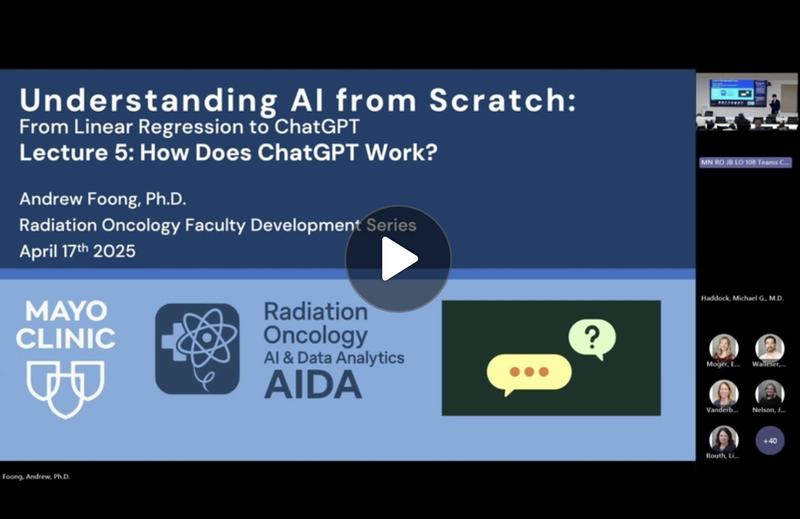 Understanding AI from Scratch:
From Linear Regression to ChatGPT
Lecture 5: How Does ChatGPT Work?
Andrew Foong, Ph.D.
Radiation Oncology Faculty Development Series
April 17th 2025
MAYO
CLINIC
Radiation
Oncology
AI & Data Analytics
AIDA
?
Foong, Andrew, Ph.D.
MN RO JB LO 108 Teams C...
Haddock, Michael G., M.D.
Moger, E...
Walleser,...
Vanderb...
Nelson, J...
Routh, Li...
+40